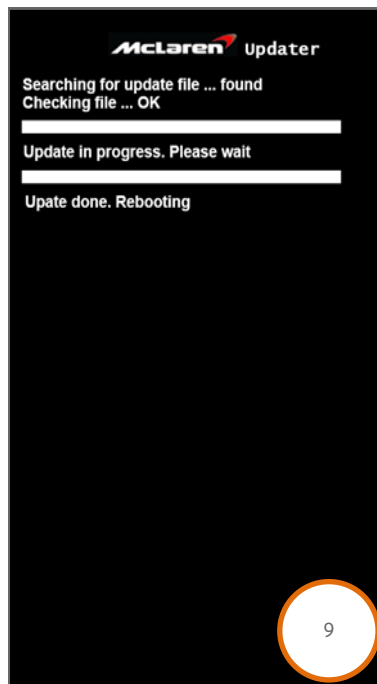 McLaren Updater
Searching for update file ... found
Checking file ... OK
Update in progress. Please wait
Upate done. Rebooting
9